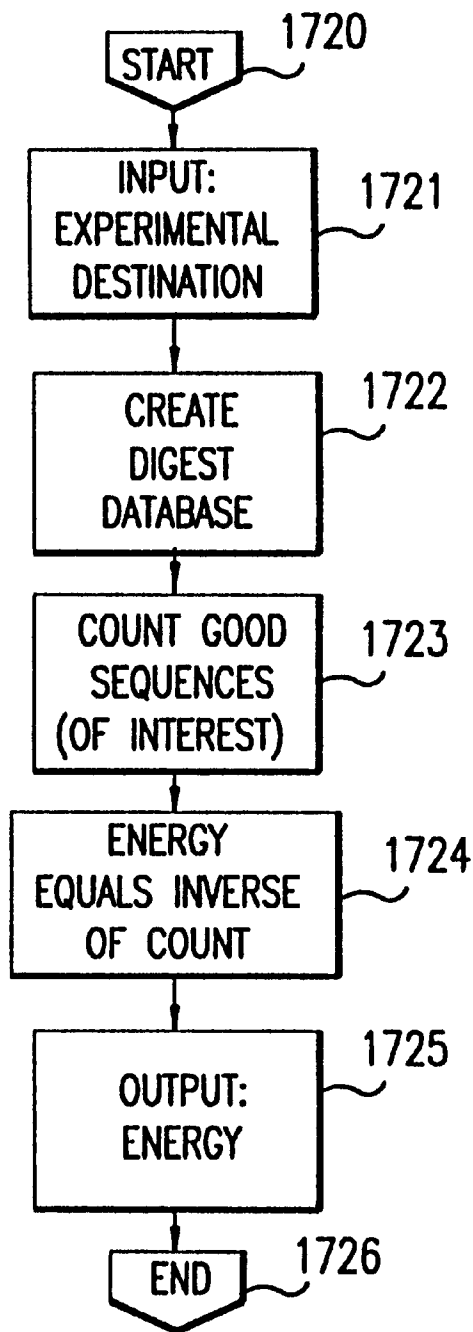 START
1720
INPUT:
EXPERIMENTAL
DESTINATION
1721
CREATE
DIGEST
DATABASE
1722
COUNT GOOD
SEQUENCES
(OF INTEREST)
1723
ENERGY
EQUALS INVERSE
OF COUNT
1724
OUTPUT:
ENERGY
1725
END
1726